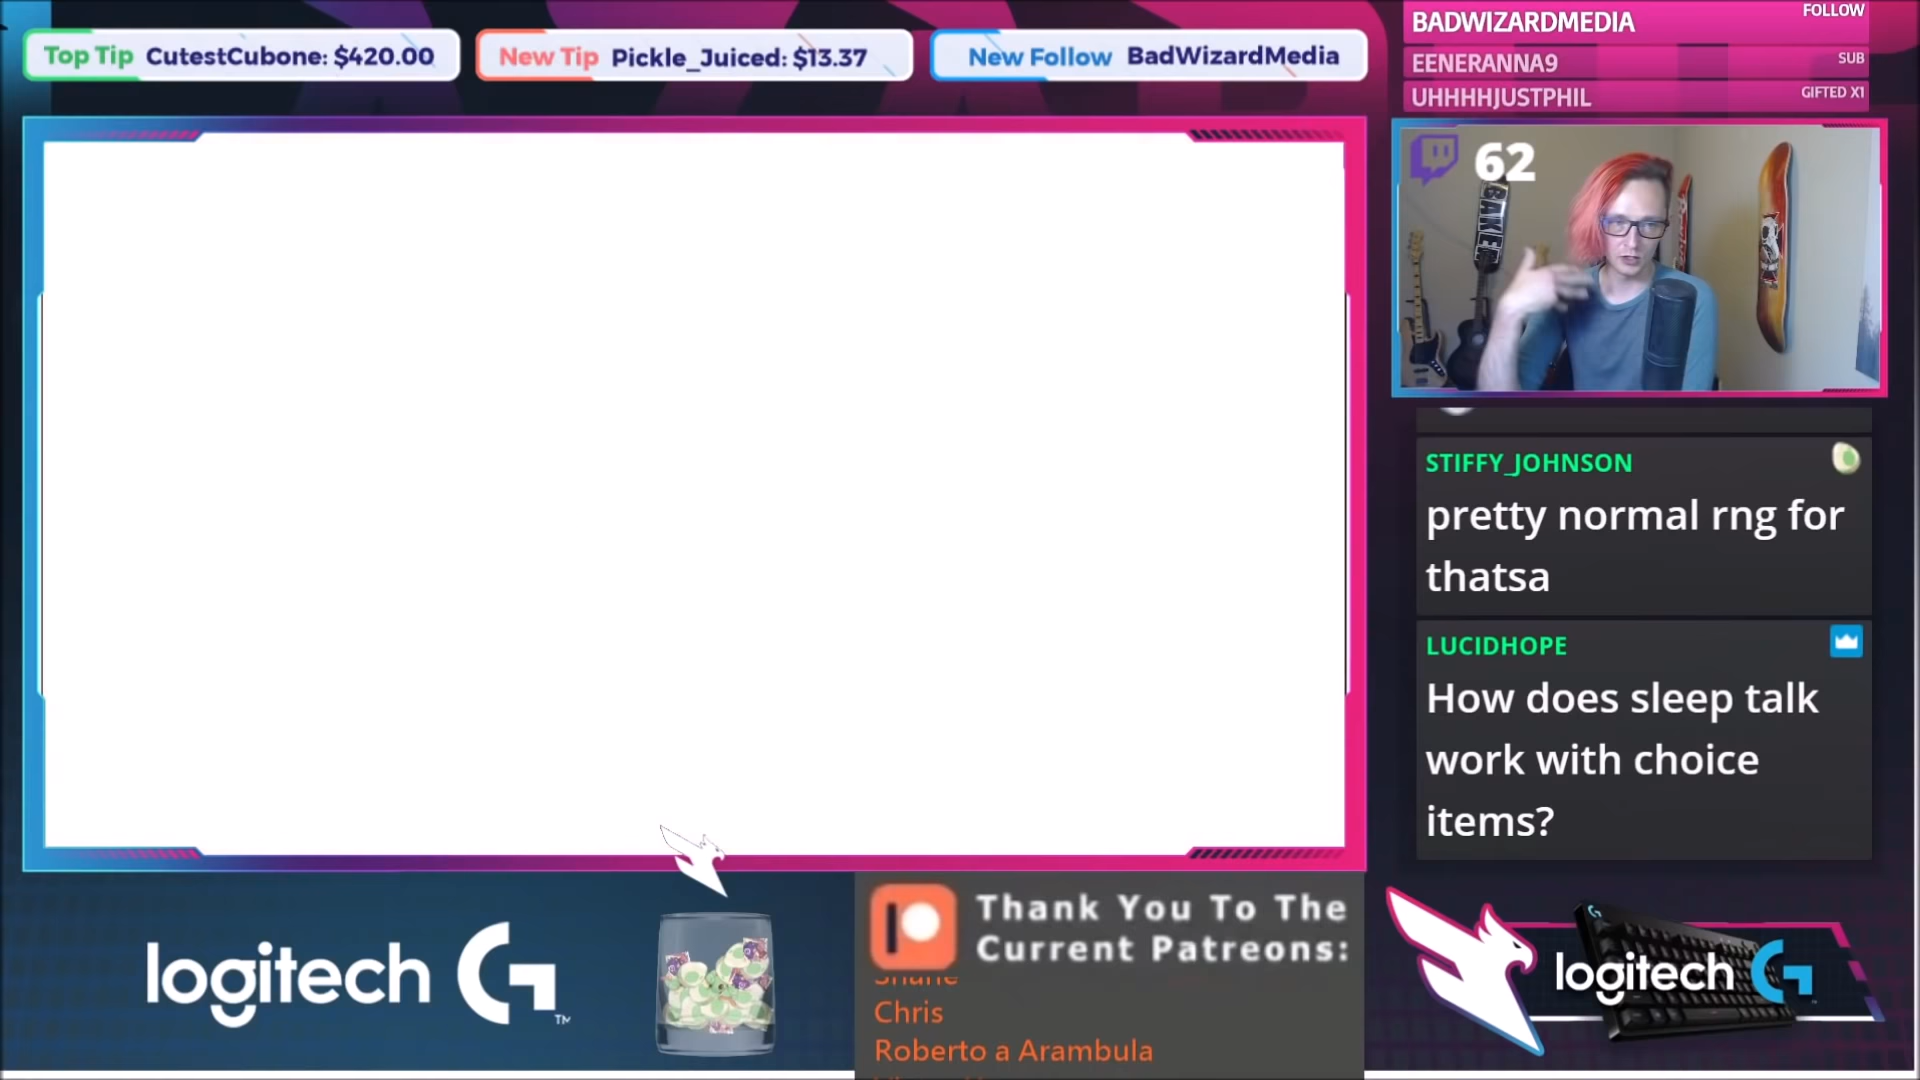 Top Tip CutestCubone: $420.00
New Tip Pickle_Juiced: $13.37
New Follow BadWizardMedia
BADWIZARDMEDIA FOLLOW
EENERANNA9 SUB
UHHHHJUSTPHIL GIFTED X1
62
BAKER
STIFFY_JOHNSON
pretty normal rng for
thatsa
LUCIDHOPE
How does sleep talk
work with choice
items?
logitech G TM
Thank You To The
Current Patreons:
Chris
Roberto a Arambula
logitech G